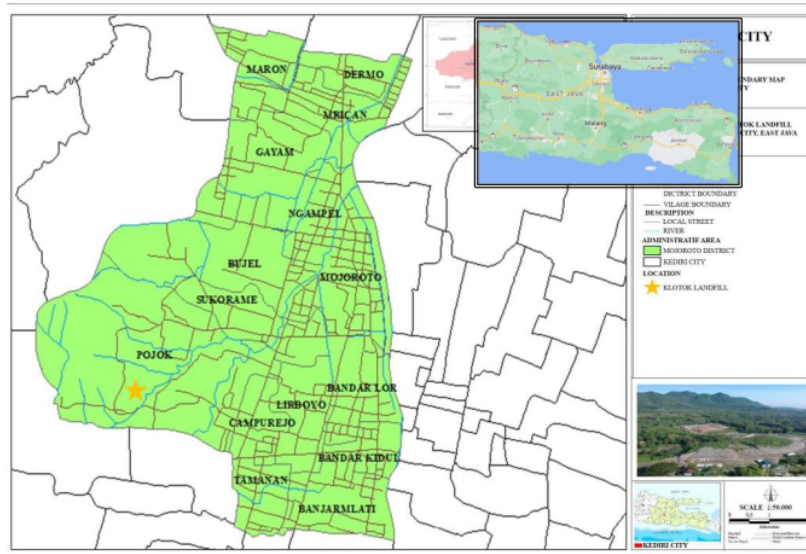 CITY
NDARY MAP
TY
OK LANDFILL
CITY, EAST JAVA
Surabaya
EAST JAVA
Malang
DISTRICT BOUNDARY
VILAGE BOUNDARY
DESCRIPTION
LOCAL STREET
RIVER
ADMINISTRATIF AREA
MOJOROTO DISTRICT
KEDIRI CITY
LOCATION
KLOTOK LANDFILL
MARON
DERMO
MRICAN
GAYAM
NGAMPEL
BUJEL
MOJOROTO
SUKORAME
POJOK
BANDAR LOR
LIRBOYO
CAMPUREJO
BANDAR KIDUL
TAMANAN
BANJARMLATI
SCALE 1:50.000
KEDIRI CITY